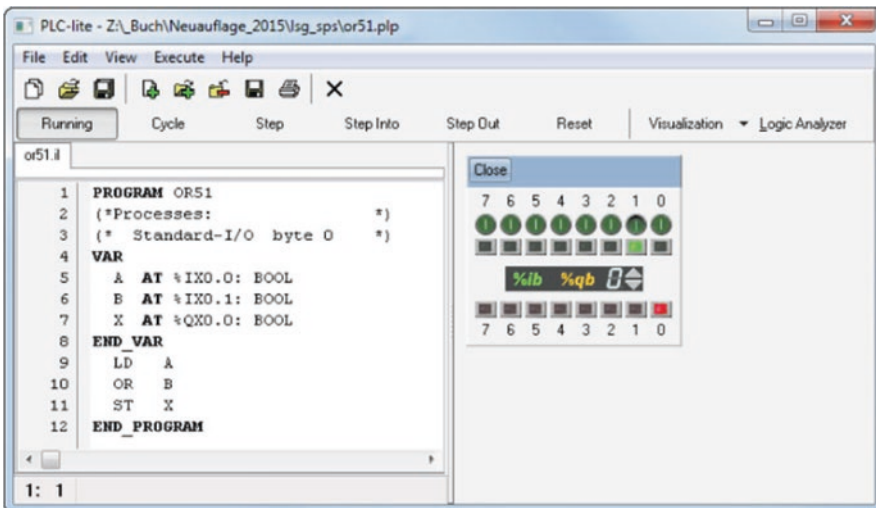 PLC-lite - Z:\_Buch\Neuauflage_2015\lsg_sps\or51.plp
File Edit View Execute Help
Running Cycle Step Step Into Step Out Reset Visualization Logic Analyzer
or51.il
1 PROGRAM OR51
2 (*Processes: *)
3 (* Standard-I/O byte 0 *)
4 VAR
5 A AT %IX0.0: BOOL
6 B AT %IX0.1: BOOL
7 X AT %QX0.0: BOOL
8 END_VAR
9 LD A
10 OR B
11 ST X
12 END_PROGRAM
1: 1
Close
7 6 5 4 3 2 1 0
%ib %qb 0
7 6 5 4 3 2 1 0